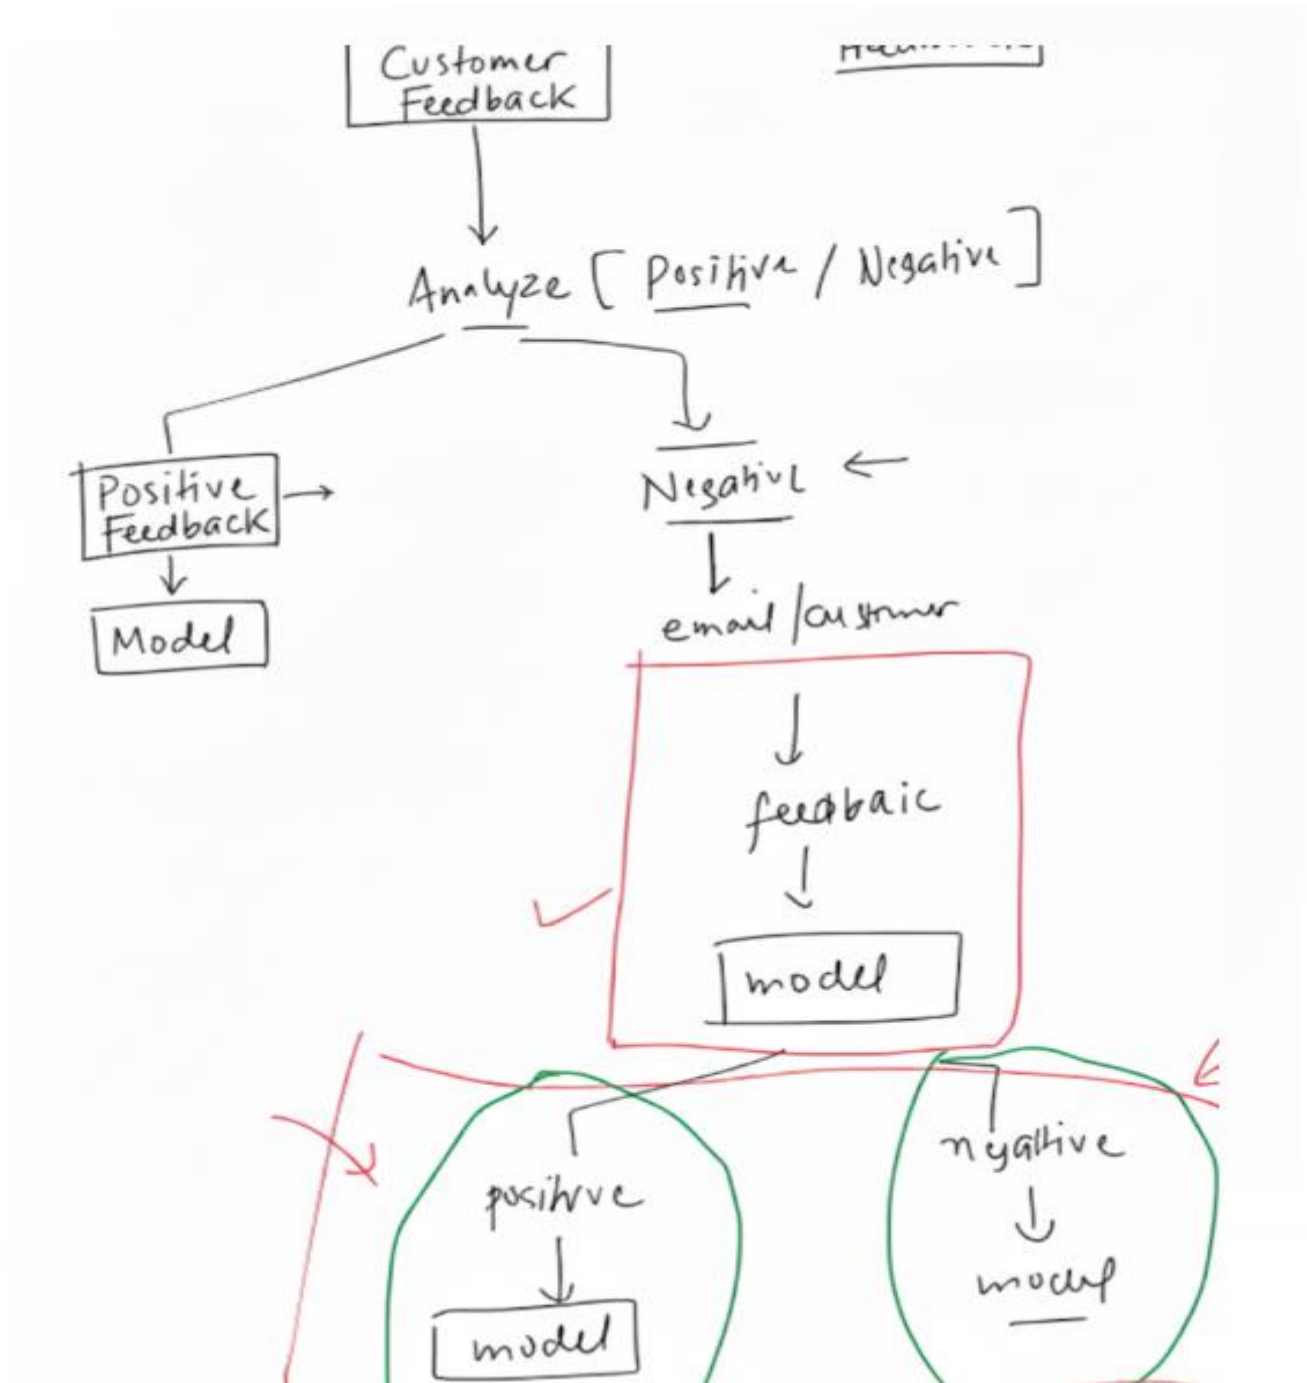 Customer
Feedback
Analyze [ Positive / Negative ]
Positive
Feedback
Model
Negative
email/customer
feedbaic
model
positive
model
negative
model